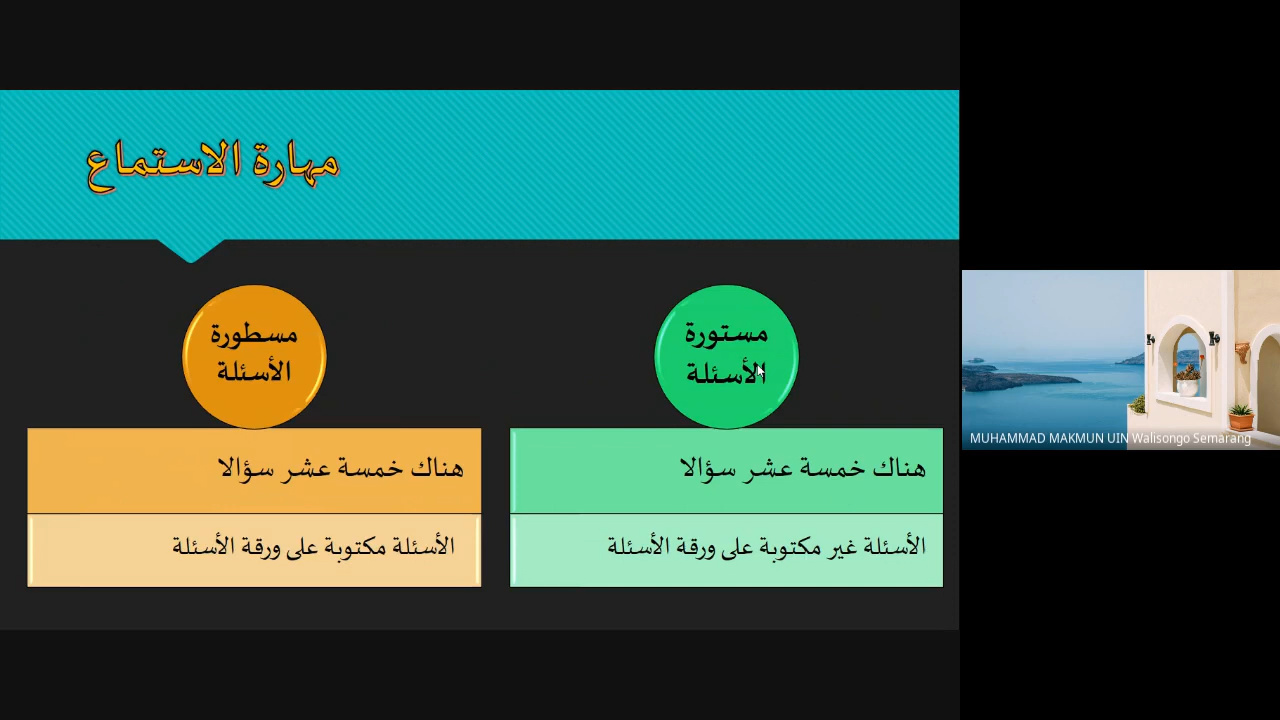 مهارة الاستماع
مستورة
الأسئلة
هناك خمسة عشر سؤالا
الأسئلة غير مكتوبة على ورقة الأسئلة
مسطورة
الأسئلة
هناك خمسة عشر سؤالا
الأسئلة مكتوبة على ورقة الأسئلة
MUHAMMAD MAKMUN UIN Walisongo Semarang